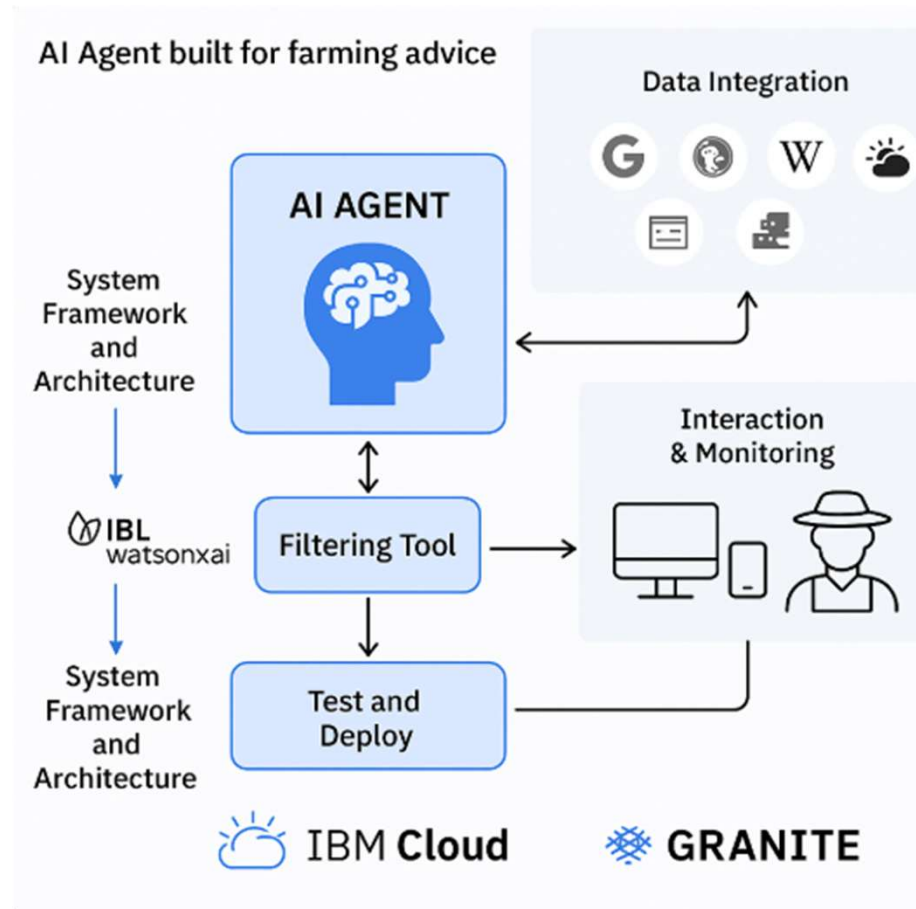 AI Agent built for farming advice
Data Integration
G
W
AI AGENT
System
Framework
and
Architecture
Interaction
& Monitoring
IBL
watsonxai
Filtering Tool
System
Framework
and
Architecture
Test and
Deploy
IBM Cloud
GRANITE